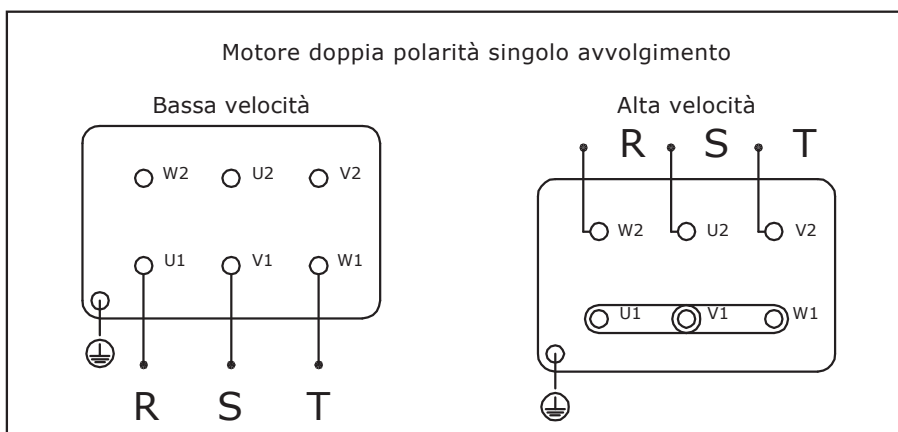 Motore doppia polarità singolo avvolgimento
Bassa velocità
W2 U2 V2
U1 V1 W1
R S T
Alta velocità
R S T
W2 U2 V2
U1 V1 W1